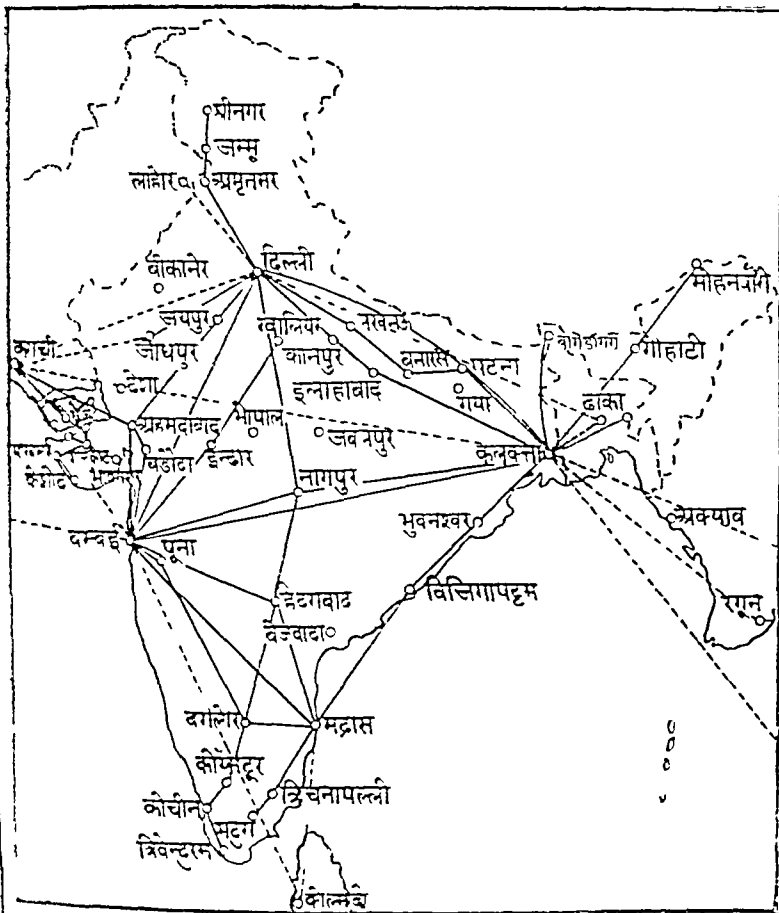 श्रीनगर
जम्मू
लाहोर
अमृतसर
दिल्ली
बीकानेर
मोहनबारी
जयपुर
ग्वालियर
लखनऊ
जोधपुर
कानपुर
बनारस
पटना
गोहाटी
करांची
इलाहाबाद
गया
ढाका
अहमदाबाद
भोपाल
जबलपुर
बडोदा
इन्दौर
कलकत्ता
केशोद
नागपुर
भुवनेश्वर
अक्याब
बम्बई
पूना
हैदराबाद
विजिगापट्टम
बेजवाडा
रंगून
बंगलोर
मद्रास
कोयम्बटूर
त्रिचनापल्ली
कोचीन
मदुरा
त्रिवेन्दरम
कोलम्बो